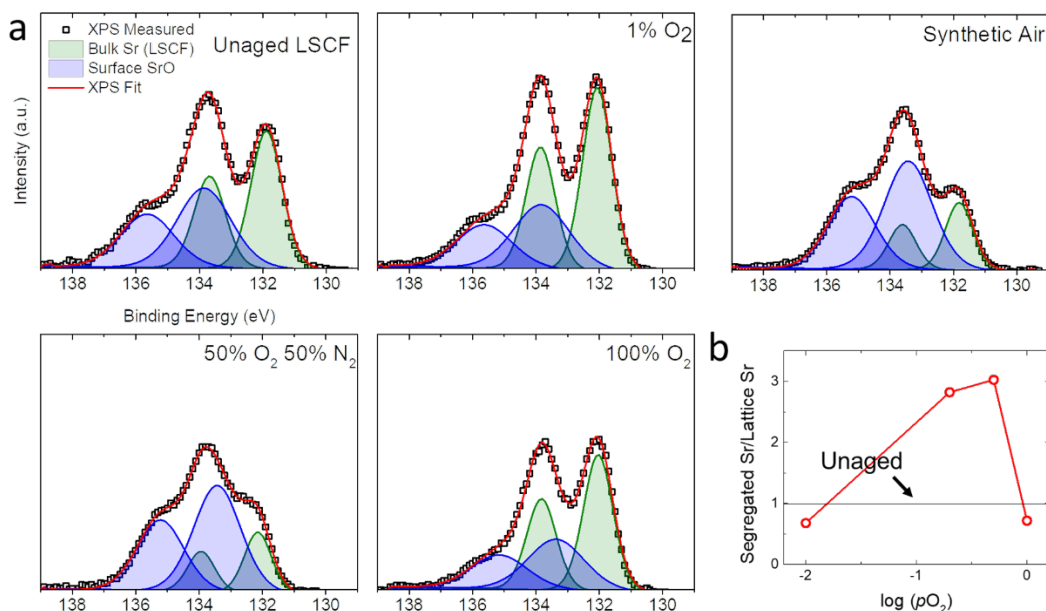 a
XPS Measured
Bulk Sr (LSCF)
Surface SrO
XPS Fit
Unaged LSCF
1% O₂
Synthetic Air
Intensity (a.u.)
138 136 134 132 130
138 136 134 132 130
138 136 134 132 130
Binding Energy (eV)
50% O₂ 50% N₂
100% O₂
b
138 136 134 132 130
138 136 134 132 130
Segregated Sr/Lattice Sr
3
2
1
0
Unaged
-2 -1 0
log (pO₂)